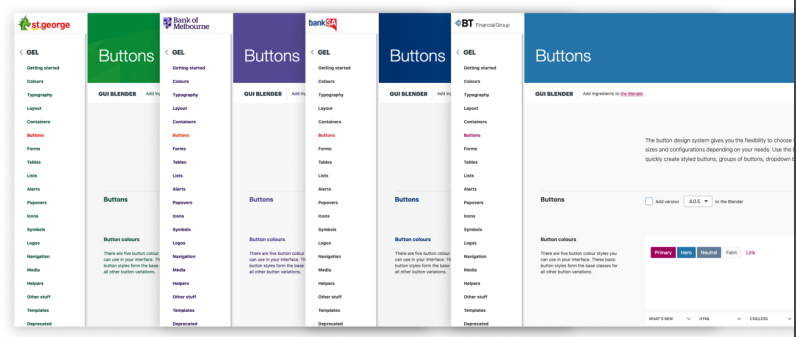 st.george
< GEL
Getting started
Colours
Typography
Layout
Containers
Buttons
Forms
Tables
Lists
Alerts
Popovers
Icons
Symbols
Logos
Navigation
Media
Helpers
Other stuff
Templates
Deprecated
Buttons
GUI BLENDER Add in
Buttons
Button colours
There are five button colour
can use in your interface. Th
button styles form the base
all other button variations.
Bank of
Melbourne
< GEL
Getting started
Colours
Typography
Layout
Containers
Buttons
Forms
Tables
Lists
Alerts
Popovers
Icons
Symbols
Logos
Navigation
Media
Helpers
Other stuff
Templates
Deprecated
Buttons
GUI BLENDER Add in
Buttons
Button colours
There are five button colour
can use in your interface. Th
button styles form the base
all other button variations.
bankSA
< GEL
Getting started
Colours
Typography
Layout
Containers
Buttons
Forms
Tables
Lists
Alerts
Popovers
Icons
Symbols
Logos
Navigation
Media
Helpers
Other stuff
Templates
Deprecated
Buttons
GUI BLENDER Add in
Buttons
Button colours
There are five button colour
can use in your interface. Th
button styles form the base
all other button variations.
BT Financial Group
< GEL
Getting started
Colours
Typography
Layout
Containers
Buttons
Forms
Tables
Lists
Alerts
Popovers
Icons
Symbols
Logos
Navigation
Media
Helpers
Other stuff
Templates
Deprecated
Buttons
GUI BLENDER Add ingredients to the Blender
The button design system gives you the flexibility to choose
sizes and configurations depending on your needs. Use the
quickly create styled buttons, groups of buttons, dropdown
Buttons
Add version 4.0.5 to the Blender
Button colours
There are five button colour styles you
can use in your interface. These basic
button styles form the base classes for
all other button variations.
Primary Hero Neutral Faint Link
WHAT'S NEW HTML CSS/LESS